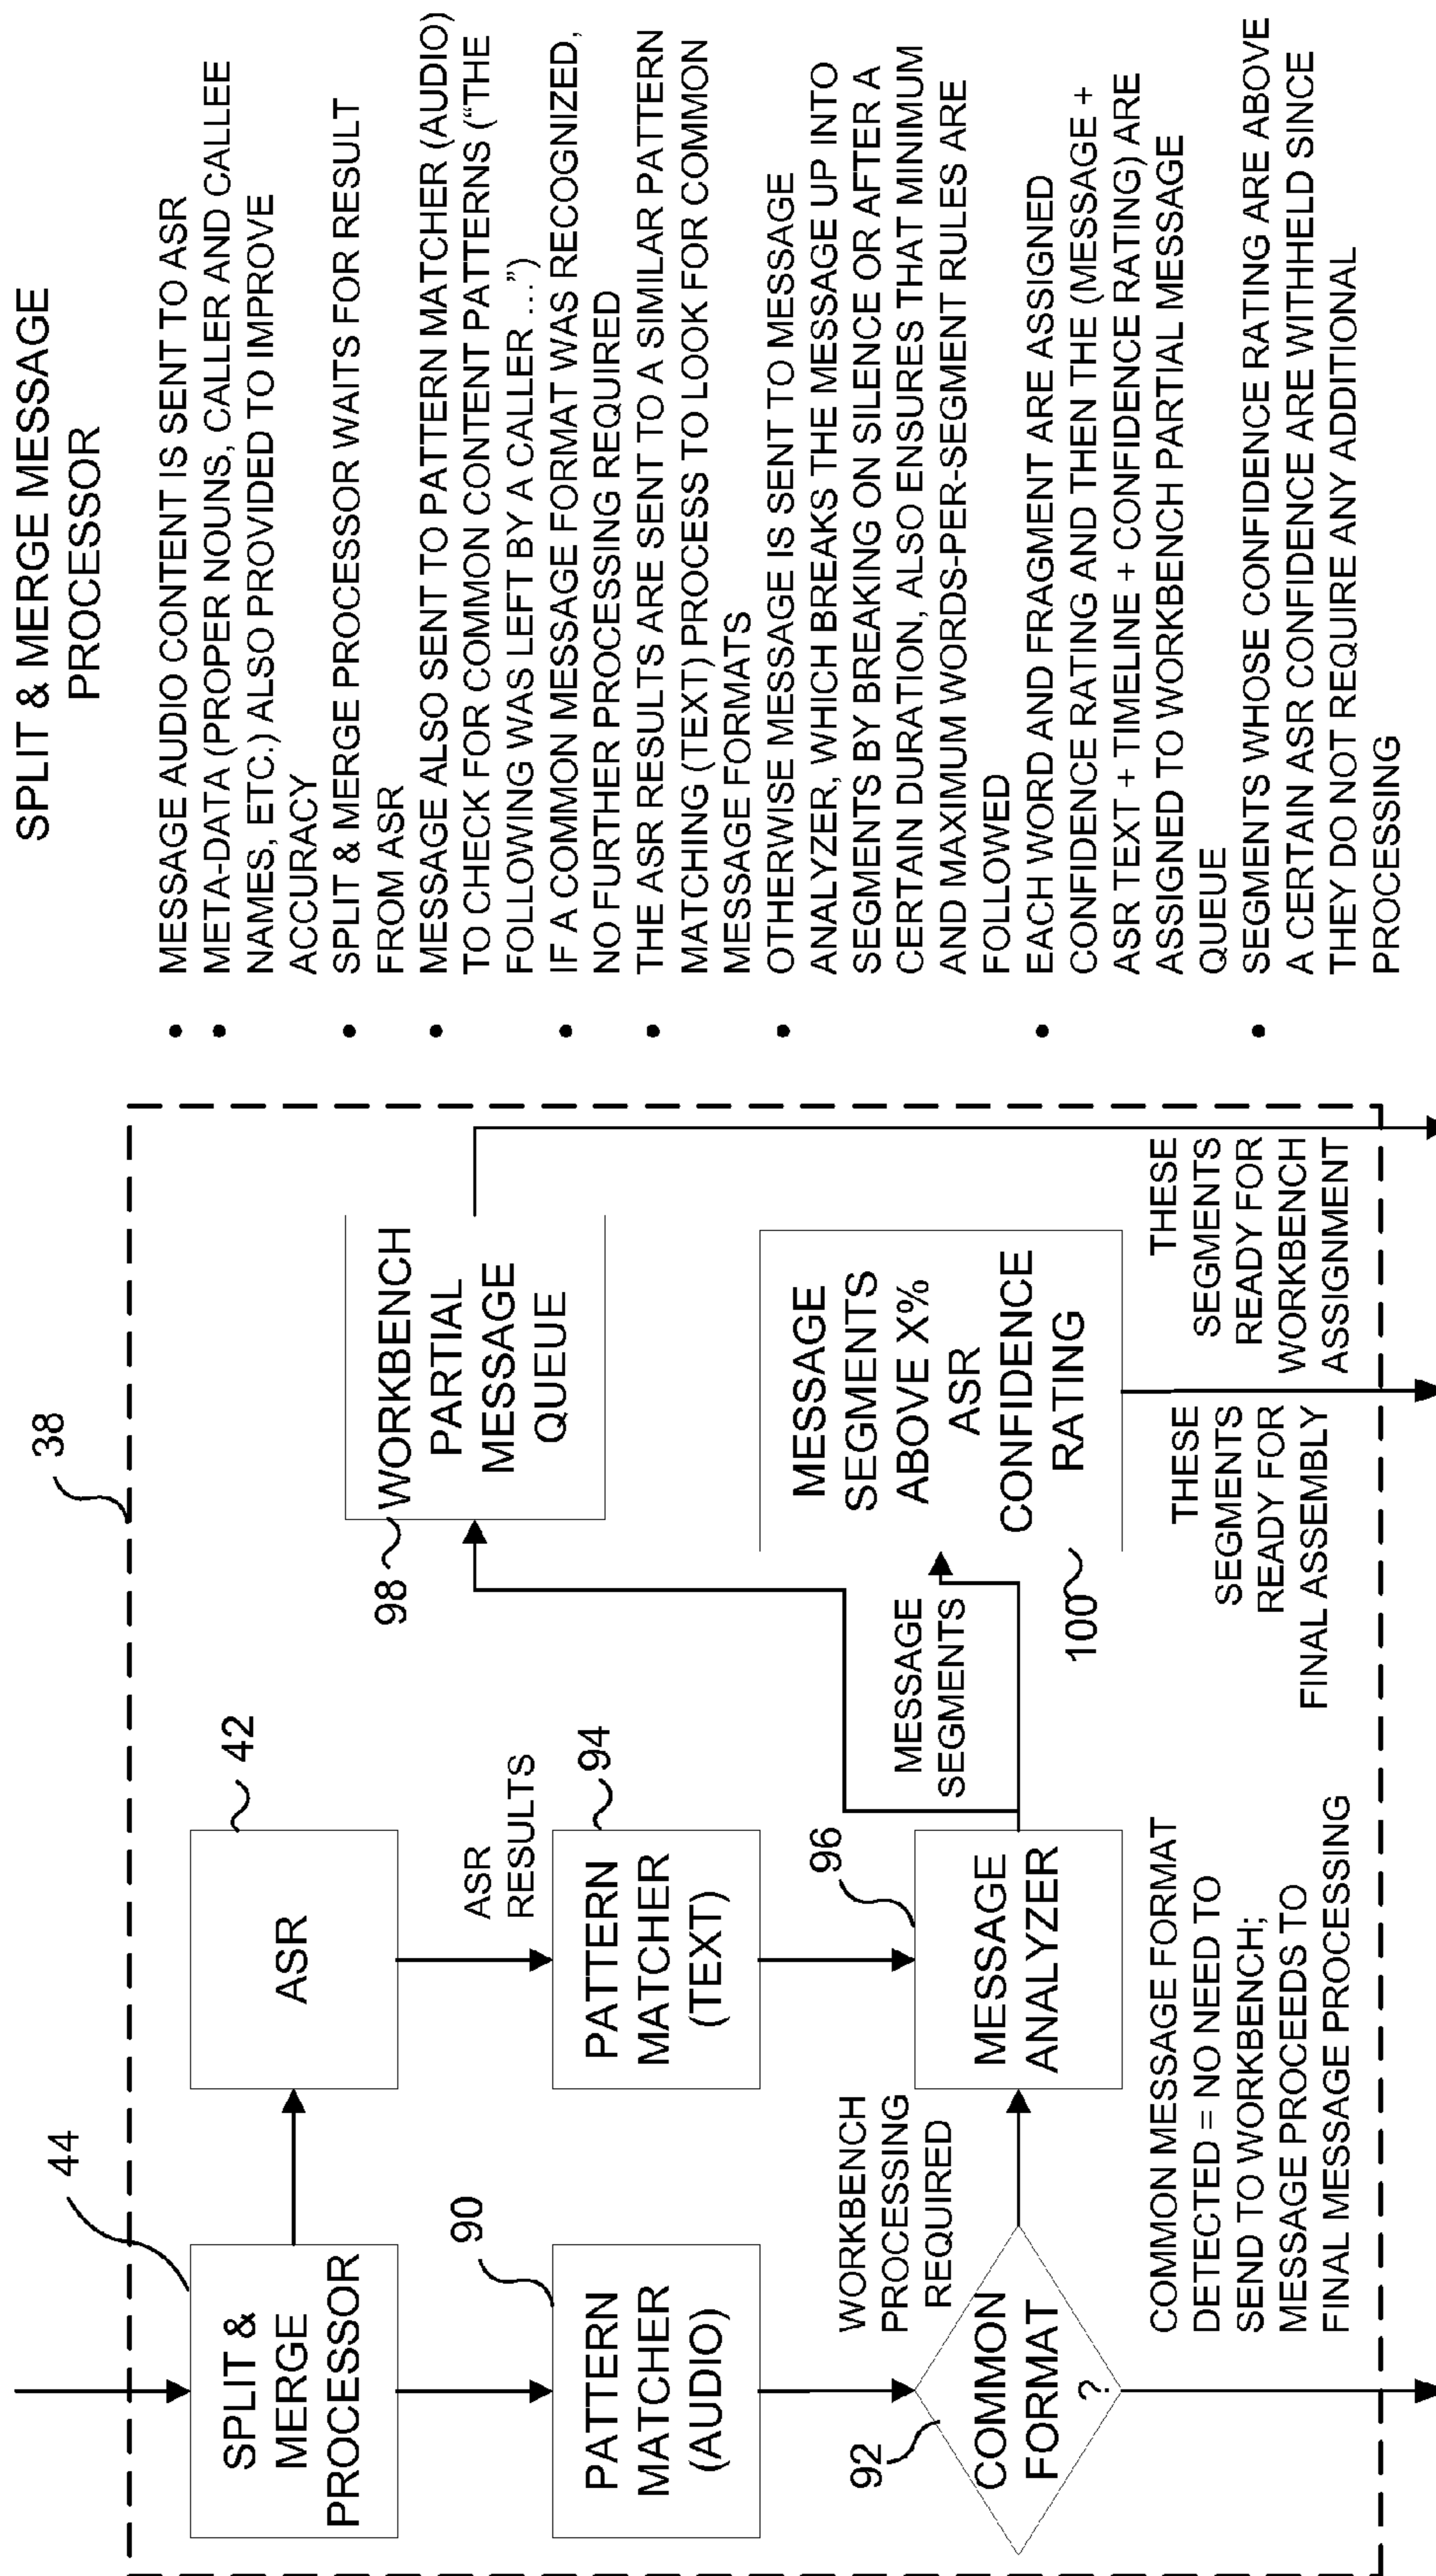 SPLIT & MERGE MESSAGE
PROCESSOR
38
44
SPLIT &
MERGE
PROCESSOR
ASR
42
90
PATTERN
MATCHER
(AUDIO)
ASR
RESULTS
PATTERN
MATCHER
(TEXT)
94
98
WORKBENCH
PARTIAL
MESSAGE
QUEUE
92
COMMON
FORMAT
?
WORKBENCH
PROCESSING
REQUIRED
96
MESSAGE
ANALYZER
MESSAGE
SEGMENTS
100
MESSAGE
SEGMENTS
ABOVE X%
ASR
CONFIDENCE
RATING
COMMON MESSAGE FORMAT
DETECTED = NO NEED TO
SEND TO WORKBENCH;
MESSAGE PROCEEDS TO
FINAL MESSAGE PROCESSING
THESE
SEGMENTS
READY FOR
FINAL ASSEMBLY
THESE
SEGMENTS
READY FOR
WORKBENCH
ASSIGNMENT
• MESSAGE AUDIO CONTENT IS SENT TO ASR
• META-DATA (PROPER NOUNS, CALLER AND CALLEE
NAMES, ETC.) ALSO PROVIDED TO IMPROVE
ACCURACY
• SPLIT & MERGE PROCESSOR WAITS FOR RESULT
FROM ASR
• MESSAGE ALSO SENT TO PATTERN MATCHER (AUDIO)
TO CHECK FOR COMMON CONTENT PATTERNS (“THE
FOLLOWING WAS LEFT BY A CALLER …”)
• IF A COMMON MESSAGE FORMAT WAS RECOGNIZED,
NO FURTHER PROCESSING REQUIRED
• THE ASR RESULTS ARE SENT TO A SIMILAR PATTERN
MATCHING (TEXT) PROCESS TO LOOK FOR COMMON
MESSAGE FORMATS
• OTHERWISE MESSAGE IS SENT TO MESSAGE
ANALYZER, WHICH BREAKS THE MESSAGE UP INTO
SEGMENTS BY BREAKING ON SILENCE OR AFTER A
CERTAIN DURATION, ALSO ENSURES THAT MINIMUM
AND MAXIMUM WORDS-PER-SEGMENT RULES ARE
FOLLOWED
• EACH WORD AND FRAGMENT ARE ASSIGNED
CONFIDENCE RATING AND THEN THE (MESSAGE +
ASR TEXT + TIMELINE + CONFIDENCE RATING) ARE
ASSIGNED TO WORKBENCH PARTIAL MESSAGE
QUEUE
• SEGMENTS WHOSE CONFIDENCE RATING ARE ABOVE
A CERTAIN ASR CONFIDENCE ARE WITHHELD SINCE
THEY DO NOT REQUIRE ANY ADDITIONAL
PROCESSING